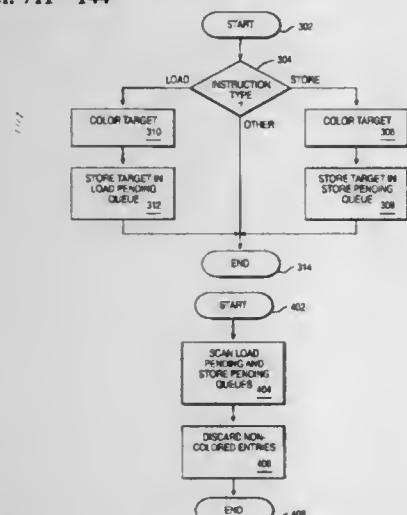 711—144
START
302
304
LOAD
INSTRUCTION
TYPE
?
STORE
OTHER
COLOR TARGET
310
COLOR TARGET
306
STORE TARGET IN
LOAD PENDING
QUEUE
312
STORE TARGET IN
STORE PENDING
QUEUE
308
END
314
START
402
SCAN LOAD
PENDING AND
STORE PENDING
QUEUES
404
DISCARD NON-
COLORED ENTRIES
406
END
408